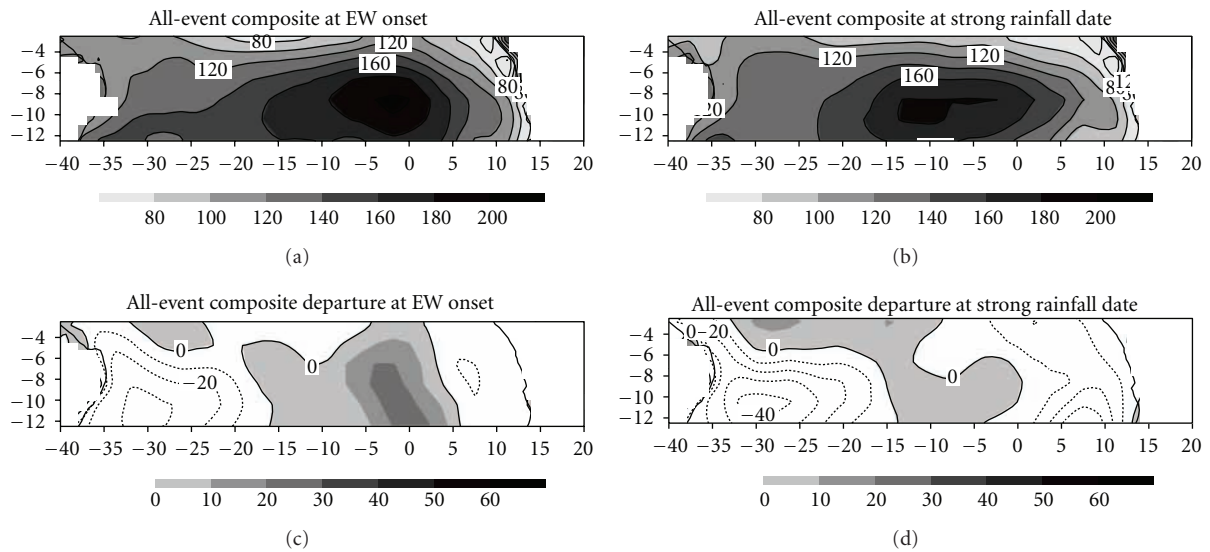 All-event composite at EW onset
80
120
160
120
80
−4
−6
−8
−10
−12
−40 −35 −30 −25 −20 −15 −10 −5 0 5 10 15 20
80 100 120 140 160 180 200
(a)
All-event composite at strong rainfall date
120
120
160
−4
−6
−8
−10
−12
−40 −35 −30 −25 −20 −15 −10 −5 0 5 10 15 20
80 100 120 140 160 180 200
(b)
All-event composite departure at EW onset
0
0
−20
−4
−6
−8
−10
−12
−40 −35 −30 −25 −20 −15 −10 −5 0 5 10 15 20
0 10 20 30 40 50 60
(c)
All-event composite departure at strong rainfall date
0 −20
0
0
−40
−4
−6
−8
−10
−12
−40 −35 −30 −25 −20 −15 −10 −5 0 5 10 15 20
0 10 20 30 40 50 60
(d)